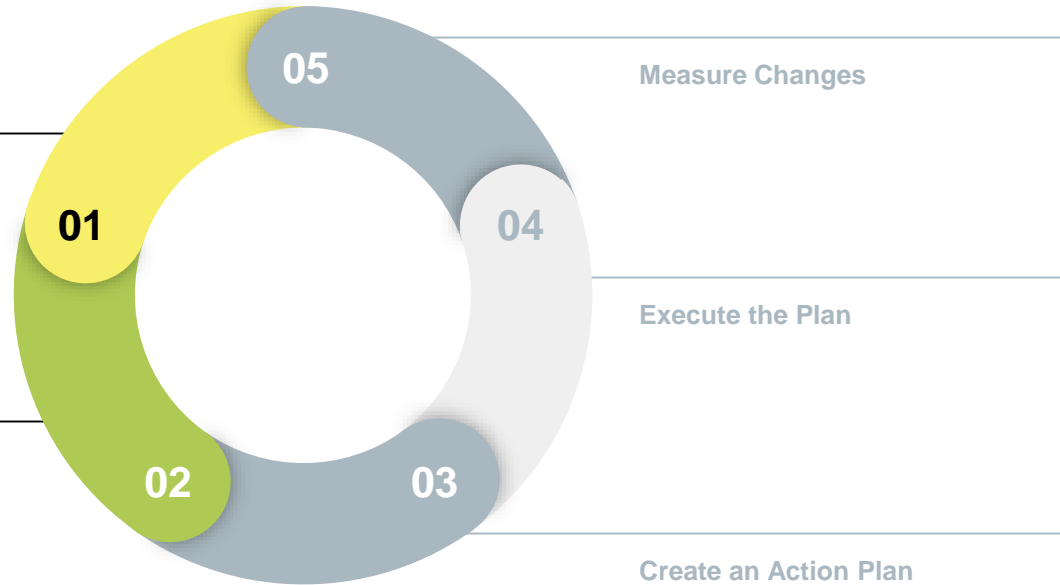 05
Measure Changes
01
04
Execute the Plan
02
03
Create an Action Plan